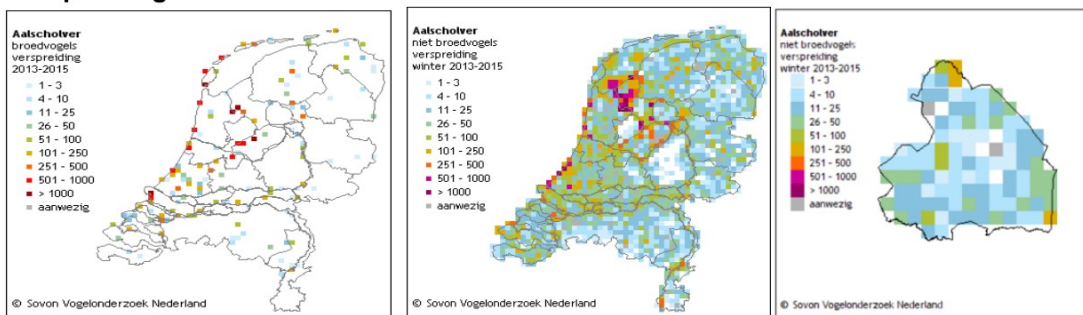 Aalscholver
broedvogels
verspreiding
2013-2015
1 - 3
4 - 10
11 - 25
26 - 50
51 - 100
101 - 250
251 - 500
501 - 1000
> 1000
aanwezig
© Sovon Vogelonderzoek Nederland
Aalscholver
niet broedvogels
verspreiding
winter 2013-2015
1 - 3
4 - 10
11 - 25
26 - 50
51 - 100
101 - 250
251 - 500
501 - 1000
> 1000
aanwezig
© Sovon Vogelonderzoek Nederland
Aalscholver
niet broedvogels
verspreiding
winter 2013-2015
1 - 3
4 - 10
11 - 25
26 - 50
51 - 100
101 - 250
251 - 500
501 - 1000
> 1000
aanwezig
© Sovon Vogelonderzoek Nederland